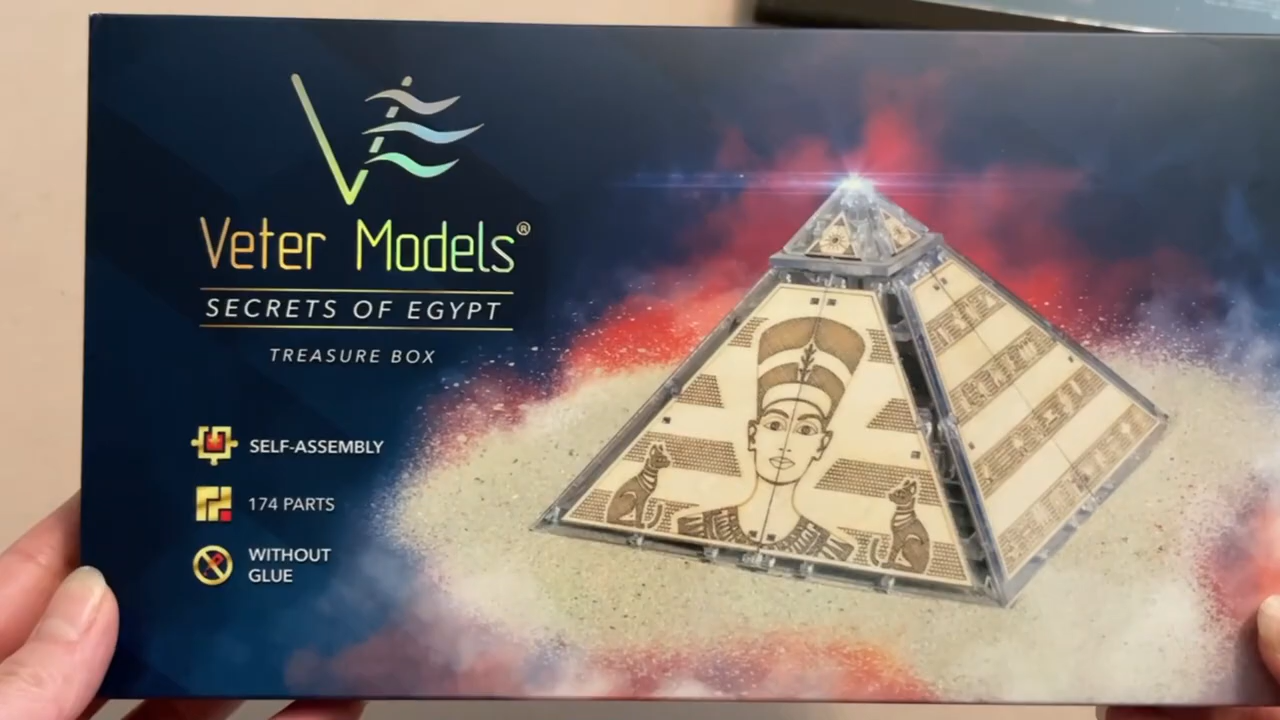 Veter Models®
SECRETS OF EGYPT
TREASURE BOX
SELF-ASSEMBLY
174 PARTS
WITHOUT
GLUE